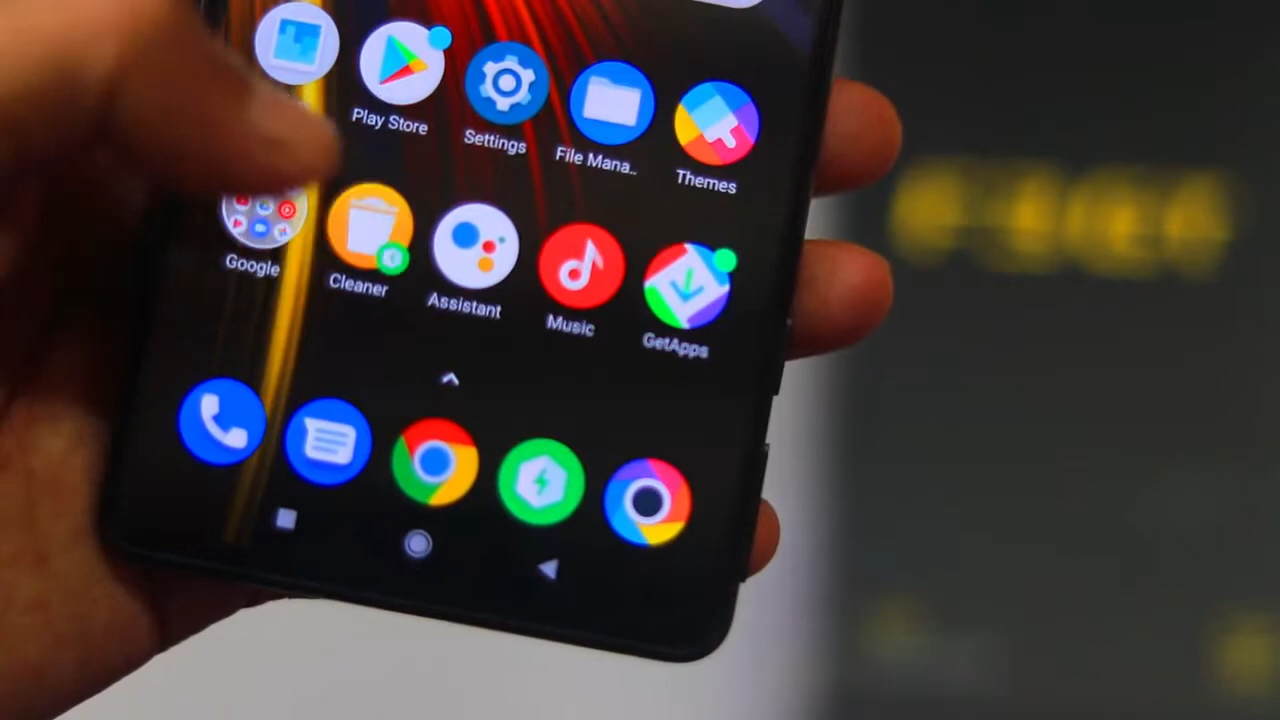 Play Store
Settings
File Mana..
Themes
Google
Cleaner
Assistant
Music
GetApps